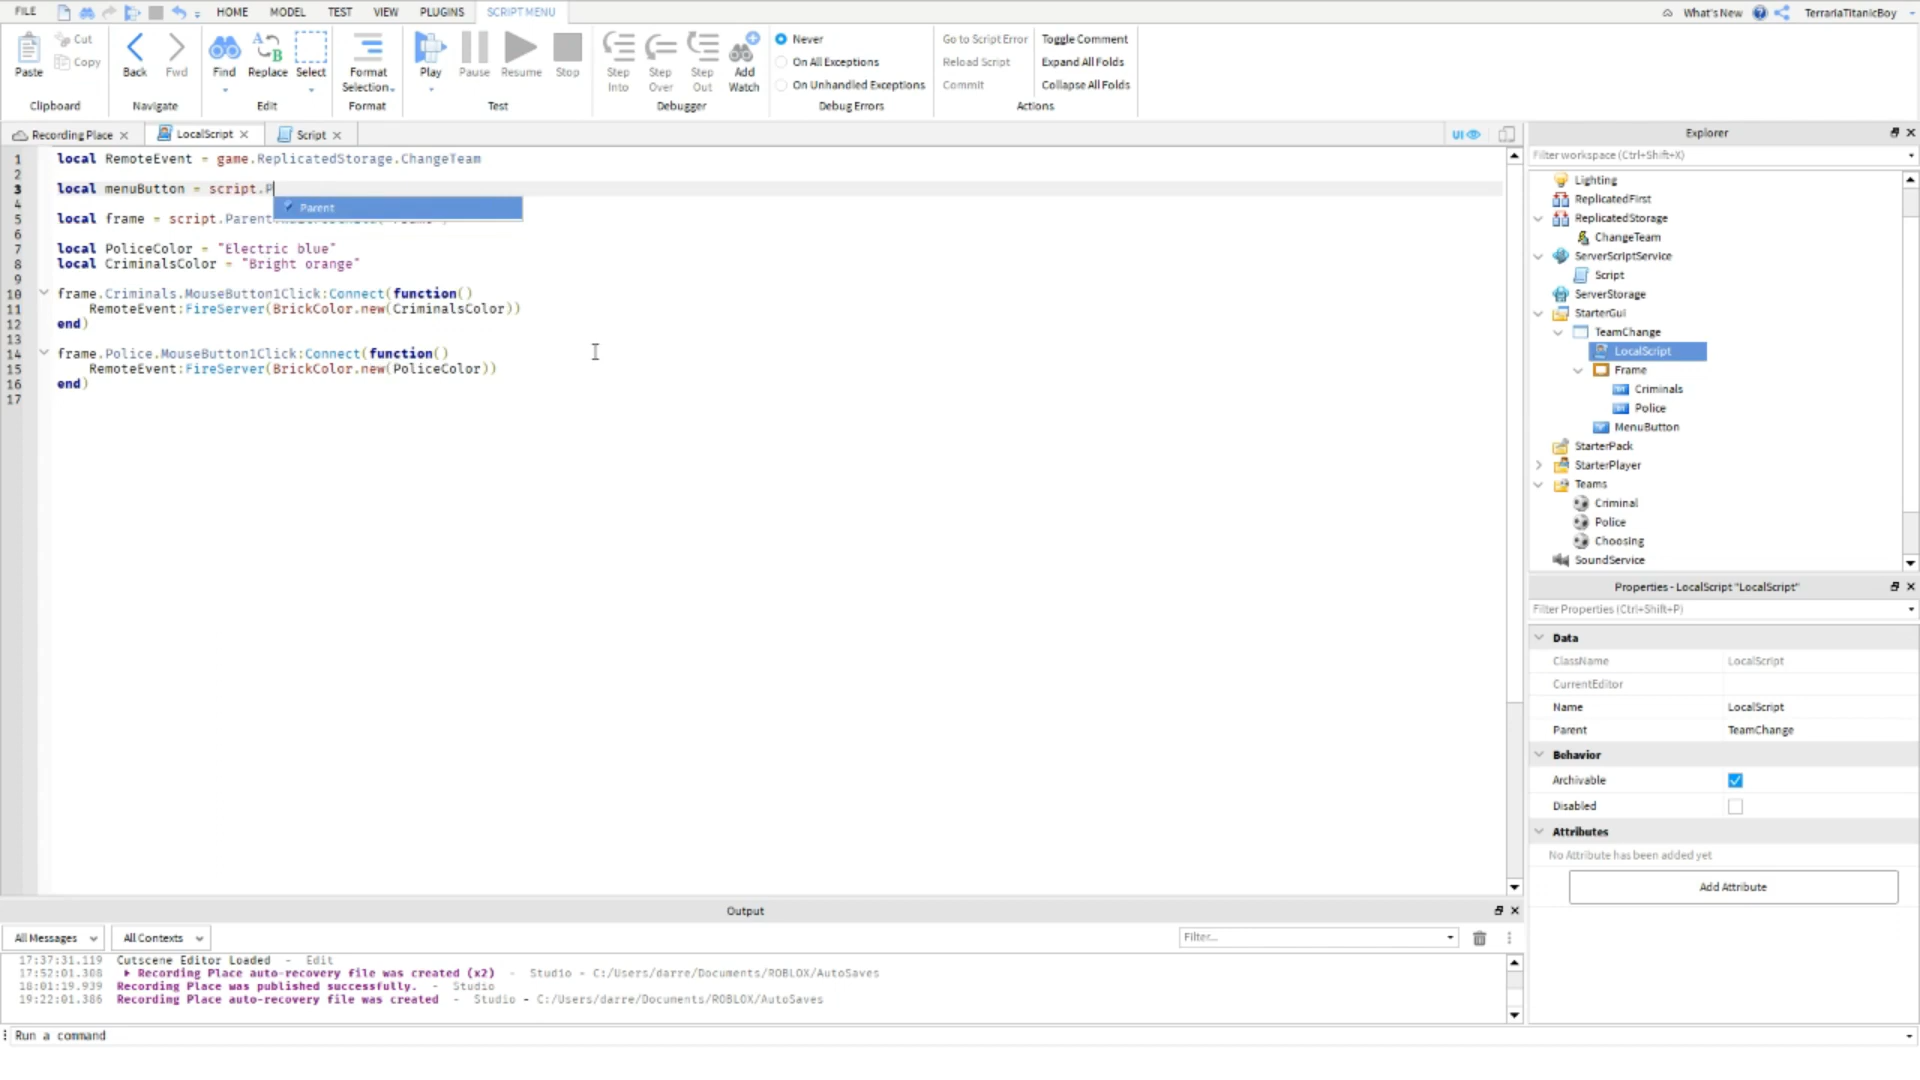 FILE HOME MODEL TEST VIEW PLUGINS SCRIPT MENU What's New TerrariaTitanicBoy
Paste Cut Copy Back Fwd Find Replace Select Format Selection Play Pause Resume Stop Step Into Step Over Step Out Add Watch
Never
On All Exceptions
On Unhandled Exceptions
Go to Script Error
Reload Script
Commit
Toggle Comment
Expand All Folds
Collapse All Folds
Clipboard Navigate Edit Format Test Debugger Debug Errors Actions
Recording Place LocalScript Script UI
1 local RemoteEvent = game.ReplicatedStorage.ChangeTeam
2
3 local menuButton = script.P
4 Parent
5 local frame = script.Parent
6
7 local PoliceColor = "Electric blue"
8 local CriminalsColor = "Bright orange"
9
10 frame.Criminals.MouseButton1Click:Connect(function()
11 RemoteEvent:FireServer(BrickColor.new(CriminalsColor))
12 end)
13
14 frame.Police.MouseButton1Click:Connect(function()
15 RemoteEvent:FireServer(BrickColor.new(PoliceColor))
16 end)
17
Explorer
Filter workspace (Ctrl+Shift+X)
Lighting
ReplicatedFirst
ReplicatedStorage
ChangeTeam
ServerScriptService
Script
ServerStorage
StarterGui
TeamChange
LocalScript
Frame
Criminals
Police
MenuButton
StarterPack
StarterPlayer
Teams
Criminal
Police
Choosing
SoundService
Properties - LocalScript "LocalScript"
Filter Properties (Ctrl+Shift+P)
Data
ClassName LocalScript
CurrentEditor
Name LocalScript
Parent TeamChange
Behavior
Archivable
Disabled
Attributes
No Attribute has been added yet
Add Attribute
Output
All Messages All Contexts Filter...
17:37:31.119 Cutscene Editor Loaded - Edit
17:52:01.308 Recording Place auto-recovery file was created (x2) - Studio - C:/Users/darre/Documents/ROBLOX/AutoSaves
18:01:19.939 Recording Place was published successfully. - Studio
19:22:01.386 Recording Place auto-recovery file was created - Studio - C:/Users/darre/Documents/ROBLOX/AutoSaves
Run a command